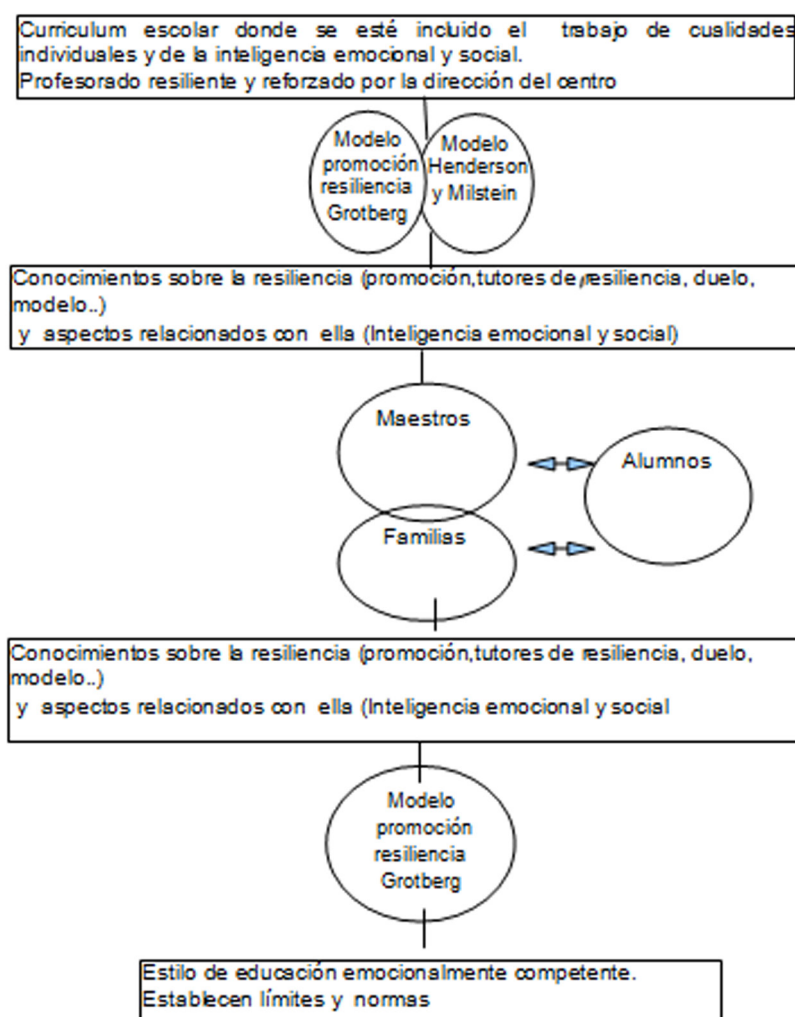 Curriculum escolar donde se esté incluido el trabajo de cualidades
individuales y de la inteligencia emocional y social.
Profesorado resiliente y reforzado por la dirección del centro
Modelo
promoción
resiliencia
Grotberg
Modelo
Henderson
y Milstein
Conocimientos sobre la resiliencia (promoción,tutores de resiliencia, duelo,
modelo..)
y aspectos relacionados con ella (Inteligencia emocional y social)
Maestros
Alumnos
Familias
Conocimientos sobre la resiliencia (promoción,tutores de resiliencia, duelo,
modelo..)
y aspectos relacionados con ella (Inteligencia emocional y social
Modelo
promoción
resiliencia
Grotberg
Estilo de educación emocionalmente competente.
Establecen límites y normas